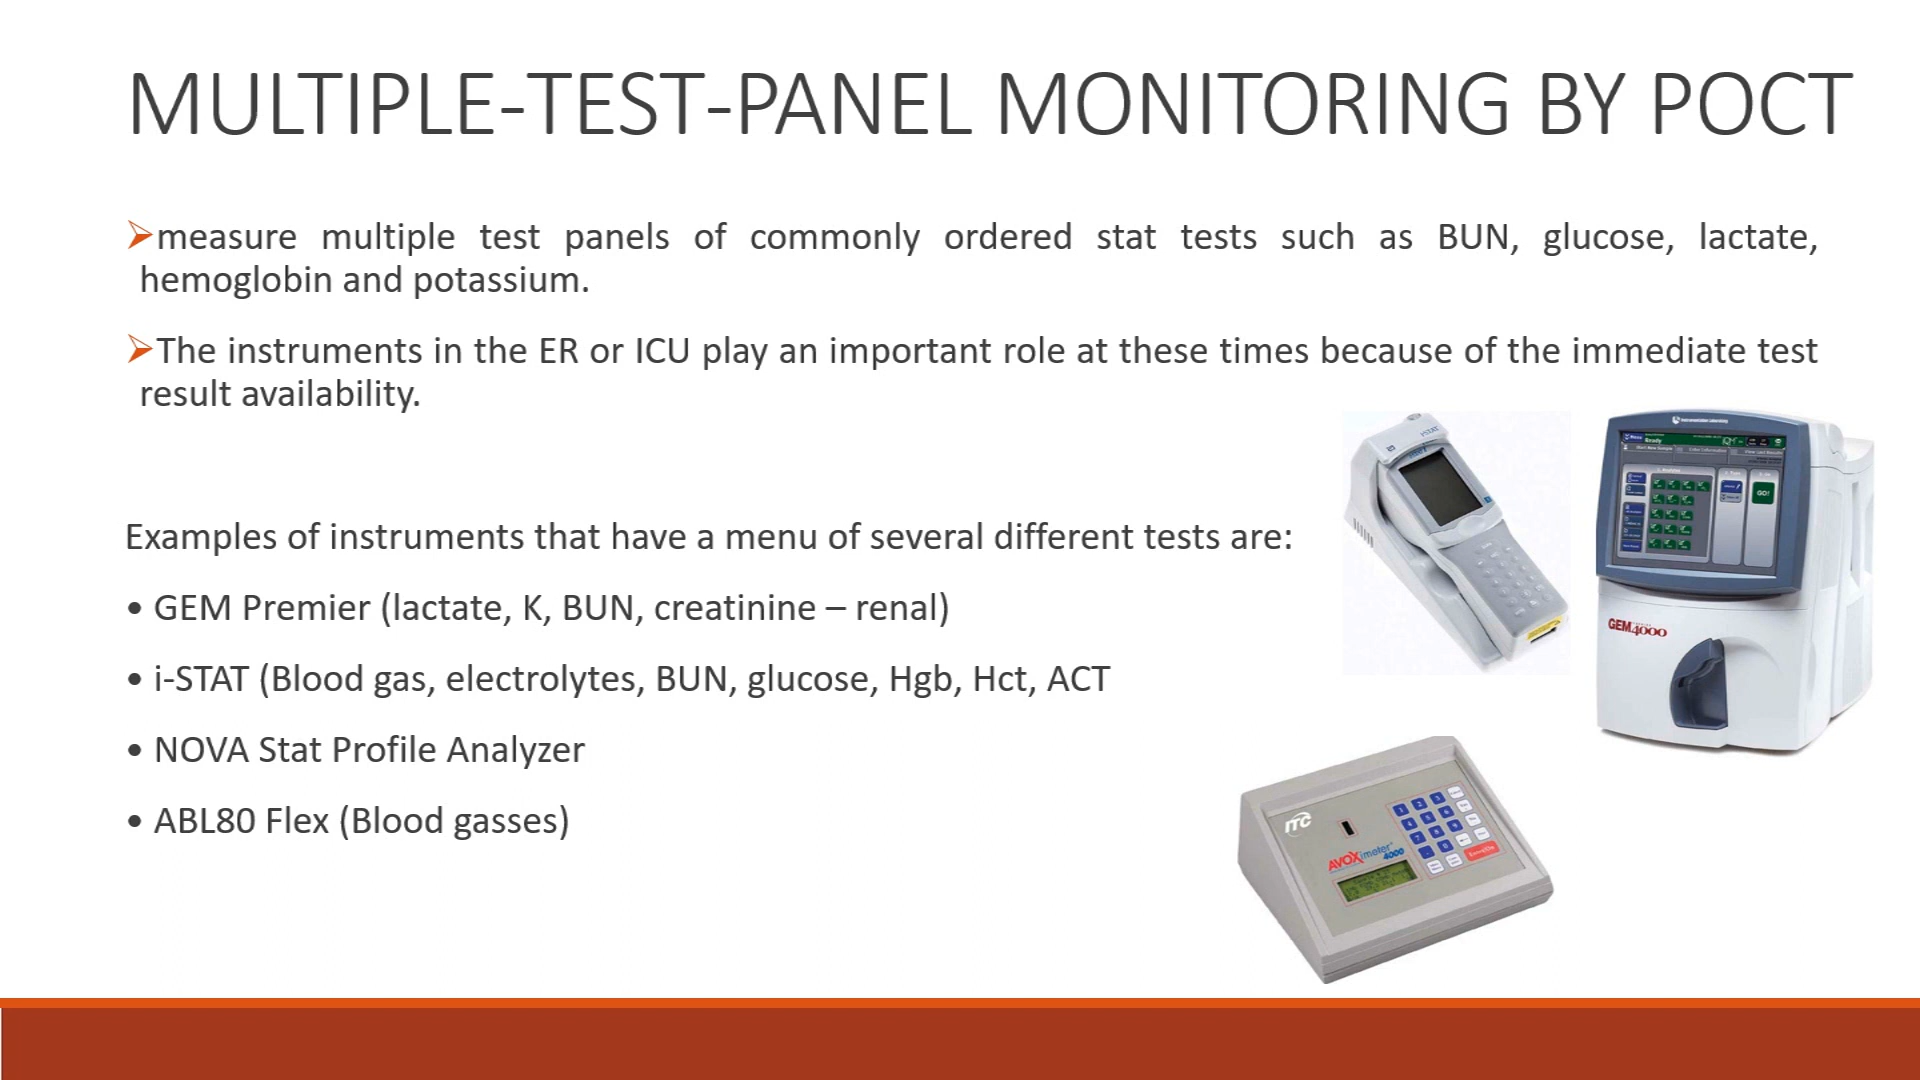 MULTIPLE-TEST-PANEL MONITORING BY POCT
measure multiple test panels of commonly ordered stat tests such as BUN, glucose, lactate,
hemoglobin and potassium.
The instruments in the ER or ICU play an important role at these times because of the immediate test
result availability.
Examples of instruments that have a menu of several different tests are:
• GEM Premier (lactate, K, BUN, creatinine – renal)
• i-STAT (Blood gas, electrolytes, BUN, glucose, Hgb, Hct, ACT
• NOVA Stat Profile Analyzer
• ABL80 Flex (Blood gasses)
Instrumentation Laboratory
Ready
GO!
GEM 4000
ITC
AVOXimeter 4000